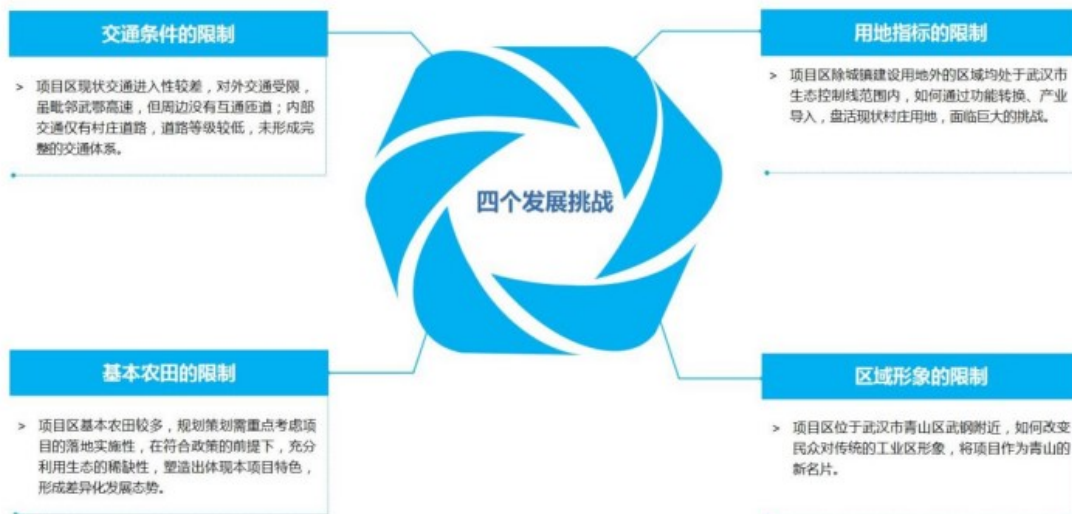 交通条件的限制
> 项目区现状交通进入性较差，对外交通受限，
虽毗邻武鄂高速，但周边没有互通匝道；内部
交通仅有村庄道路，道路等级较低，未形成完
整的交通体系。
用地指标的限制
> 项目区除城镇建设用地外的区域均处于武汉市
生态控制线范围内，如何通过功能转换、产业
导入，盘活现状村庄用地，面临巨大的挑战。
四个发展挑战
基本农田的限制
> 项目区基本农田较多，规划策划需重点考虑项
目的落地实施性，在符合政策的前提下，充分
利用生态的稀缺性，塑造出体现本项目特色，
形成差异化发展态势。
区域形象的限制
> 项目区位于武汉市青山区武钢附近，如何改变
民众对传统的工业区形象，将项目作为青山的
新名片。